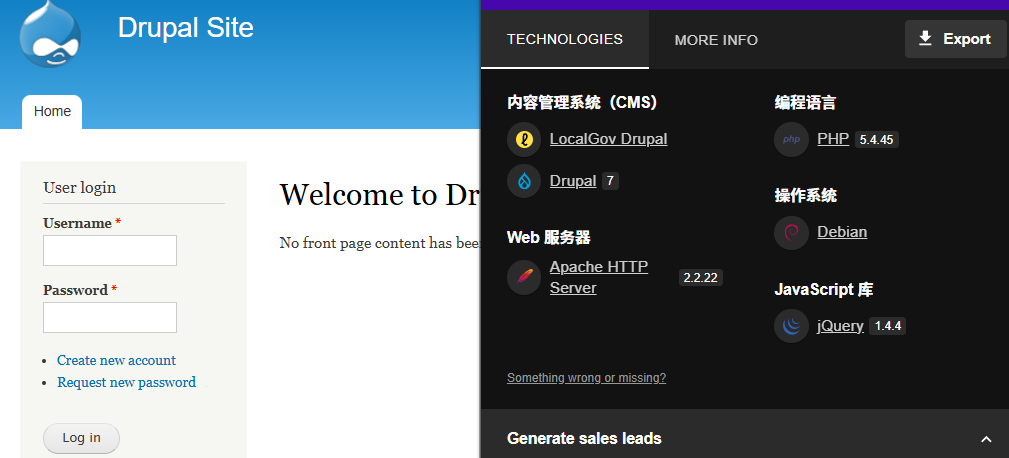 Drupal Site
Home
User login
Username *
Password *
Create new account
Request new password
Log in
Welcome to Dr
No front page content has bee
TECHNOLOGIES
MORE INFO
Export
内容管理系统（CMS）
LocalGov Drupal
Drupal 7
Web 服务器
Apache HTTP
Server
2.2.22
编程语言
php PHP 5.4.45
操作系统
Debian
JavaScript 库
jQuery 1.4.4
Something wrong or missing?
Generate sales leads